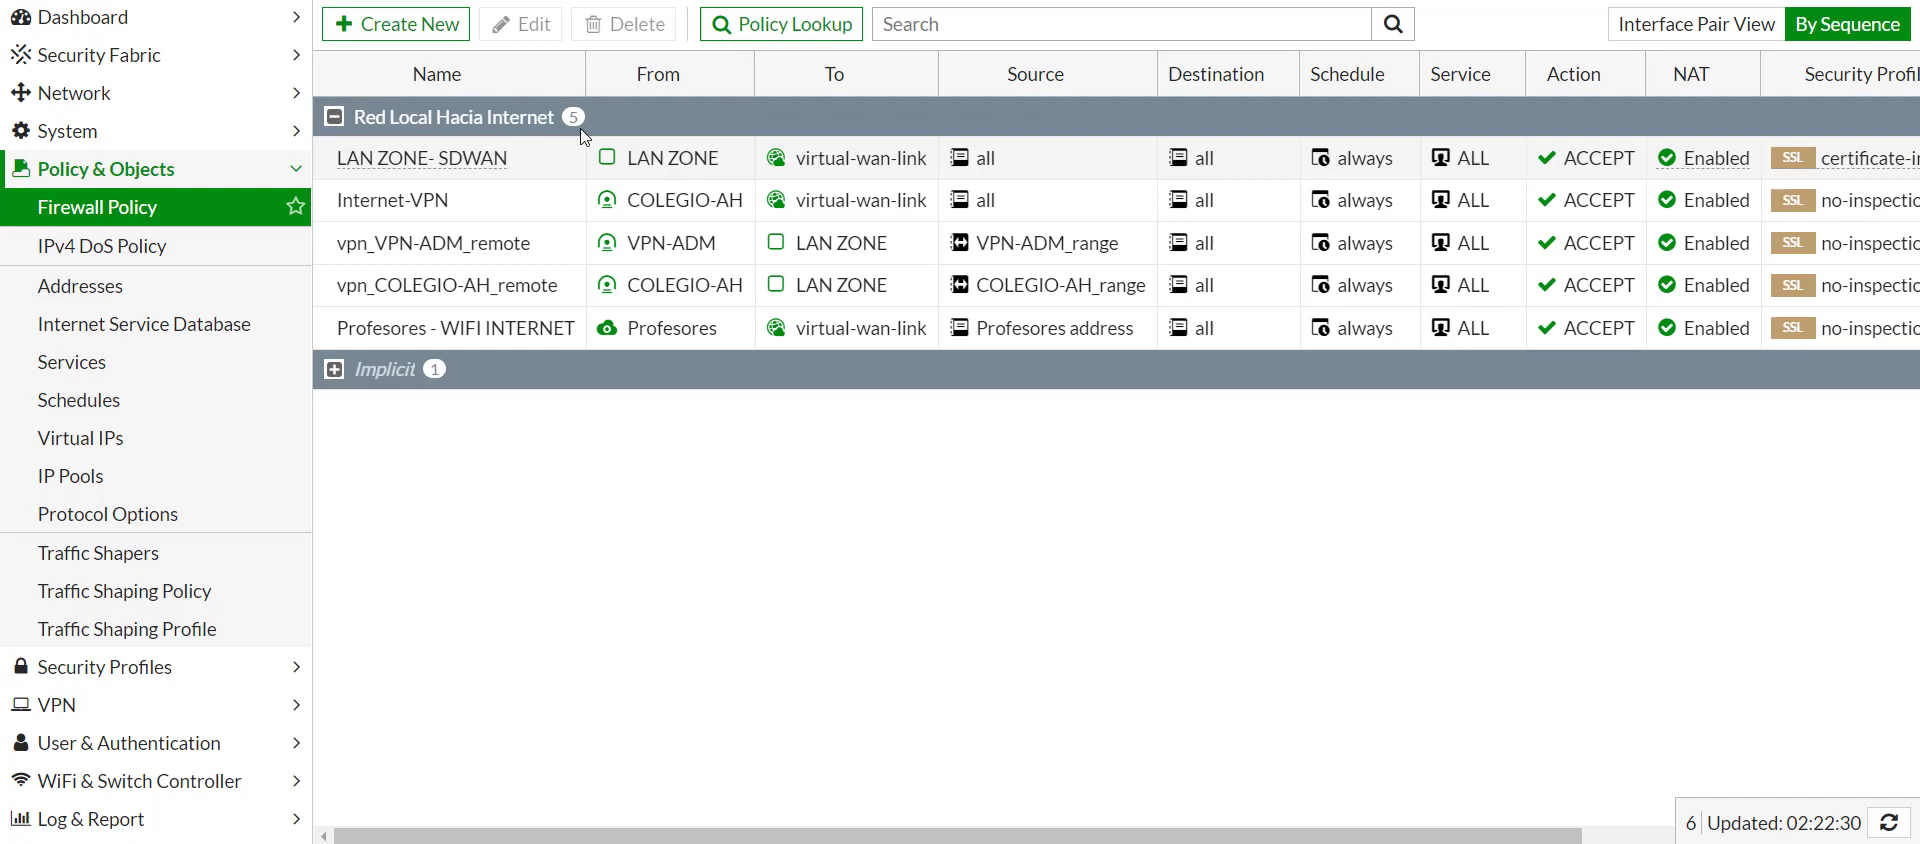 Dashboard
Security Fabric
Network
System
Policy & Objects
Firewall Policy
IPv4 DoS Policy
Addresses
Internet Service Database
Services
Schedules
Virtual IPs
IP Pools
Protocol Options
Traffic Shapers
Traffic Shaping Policy
Traffic Shaping Profile
Security Profiles
VPN
User & Authentication
WiFi & Switch Controller
Log & Report
Create New Edit Delete Policy Lookup Search Interface Pair View By Sequence
Name From To Source Destination Schedule Service Action NAT Security Profil
Red Local Hacia Internet 5
LAN ZONE- SDWAN LAN ZONE virtual-wan-link all all always ALL ACCEPT Enabled SSL certificate-in
Internet-VPN COLEGIO-AH virtual-wan-link all all always ALL ACCEPT Enabled SSL no-inspectio
vpn_VPN-ADM_remote VPN-ADM LAN ZONE VPN-ADM_range all always ALL ACCEPT Enabled SSL no-inspectio
vpn_COLEGIO-AH_remote COLEGIO-AH LAN ZONE COLEGIO-AH_range all always ALL ACCEPT Enabled SSL no-inspectio
Profesores - WIFI INTERNET Profesores virtual-wan-link Profesores address all always ALL ACCEPT Enabled SSL no-inspectio
Implicit 1
6 Updated: 02:22:30